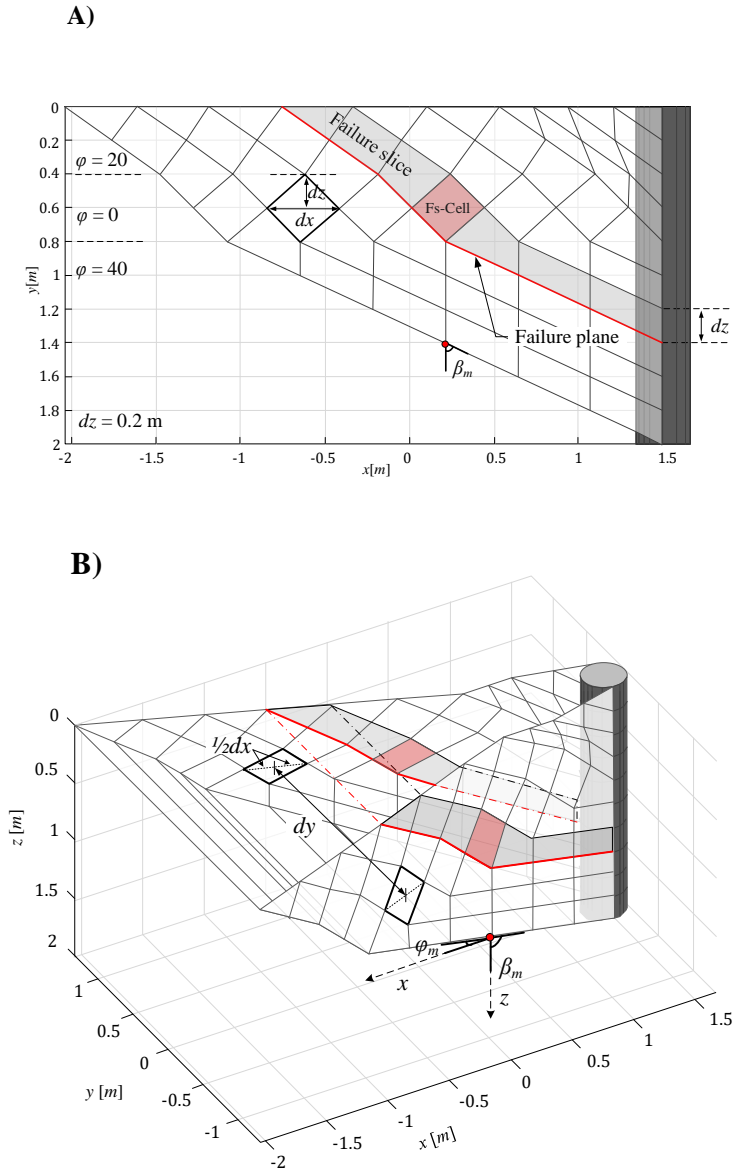 A)
0
0.2
0.4
0.6
0.8
1
1.2
1.4
1.6
1.8
2
y[m]
φ = 20
φ = 0
φ = 40
dz = 0.2 m
Failure slice
Fs-Cell
dz
dx
Failure plane
dz
βm
-2
-1.5
-1
-0.5
0
0.5
1
1.5
x[m]
B)
0
0.5
1
1.5
2
z [m]
½dx
dy
φm
βm
x
z
1
0.5
0
-0.5
-1
y [m]
-2
-1.5
-1
-0.5
0
0.5
1
1.5
x [m]